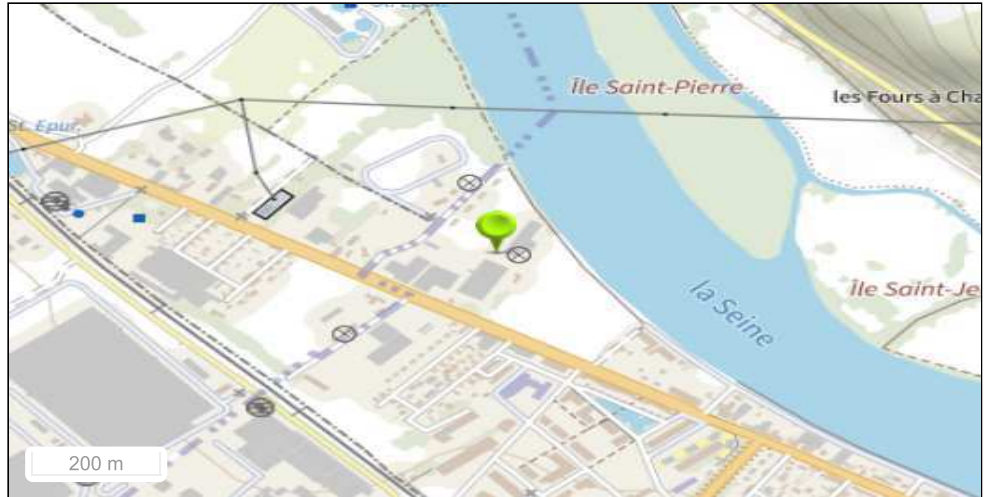 Île Saint-Pierre
les Fours à Cha
St. Epur.
la Seine
Île Saint-Je
200 m